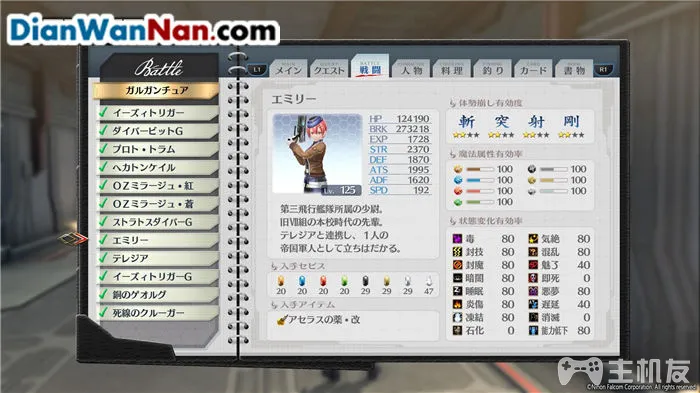 DianWanNan.com
Battle
L1
メイン
クエスト
BATTLE
戦闘
人物
料理
釣り
カード
書物
R1
ガルガンチュア
イーズィトリガー
ダイバービットG
プロト・トラム
ヘカトンケイル
OZミラージュ・紅
OZミラージュ・蒼
ストラトスダイバーG
エミリー
テレジア
イーズィトリガーG
銅のゲオルグ
死線のクルーガー
エミリー
Lv. 125
HP 124190
BRK 273218
EXP 1728
STR 2370
DEF 1870
ATS 1995
ADF 1620
SPD 192
第三飛行艦隊所属の少尉。
旧Ⅶ組の本校時代の先輩。
テレジアと連携し、1人の
帝国軍人として立ちはだかる。
入手セピス
20 20 20 20 29 29 29 47
入手アイテム
アセラスの薬・改
体勢崩し有効度
斬 突 射 剛
魔法属性有効率
100 100
100 100
100 100
100
状態変化有効率
毒 80 気絶 80
封技 80 混乱 80
封魔 80 魅了 40
暗闇 80 即死 0
睡眠 80 悪夢 80
炎傷 80 遅延 40
凍結 80 消滅 0
石化 0 能力低下 80
主机友
©Nihon Falcom Corporation. All rights reserved.